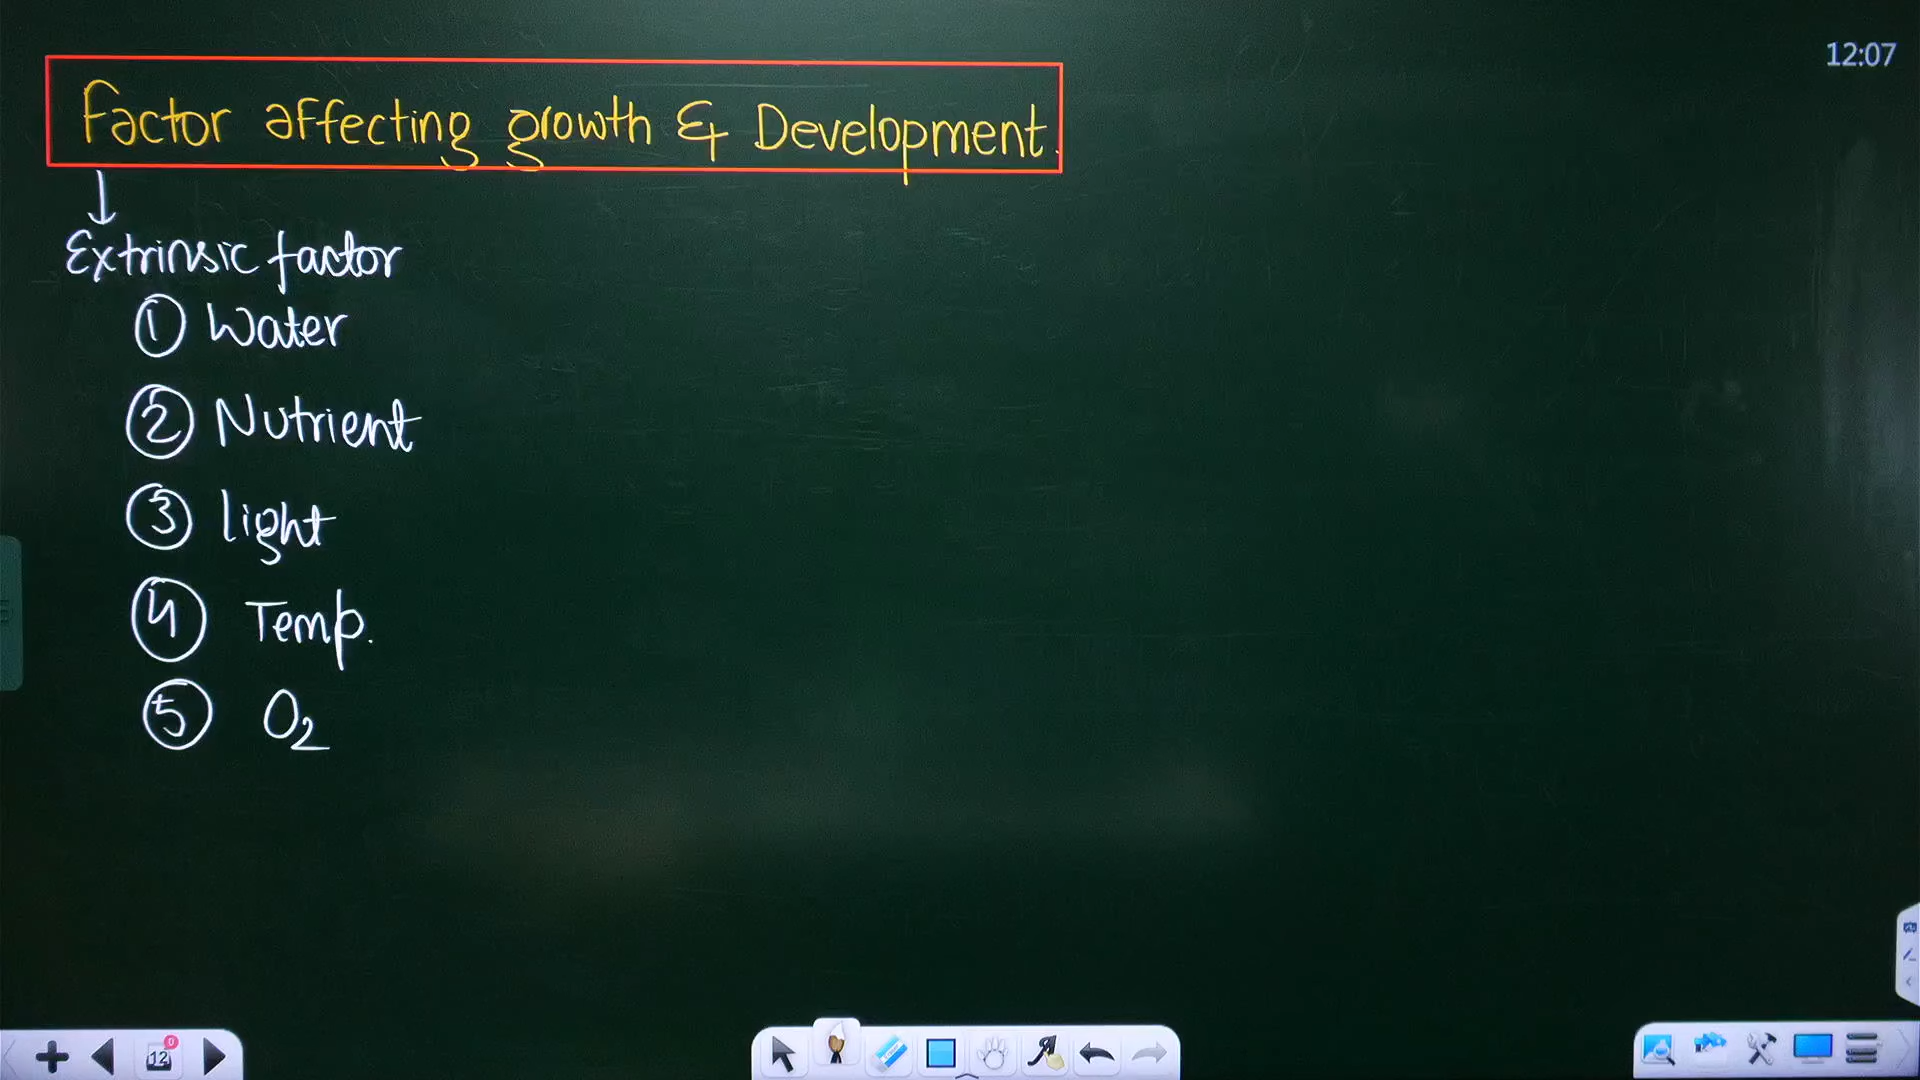 12:07
Factor affecting growth & Development.
↓
Extrinsic factor
① Water
② Nutrient
③ light
④ Temp.
⑤ O₂
12
0